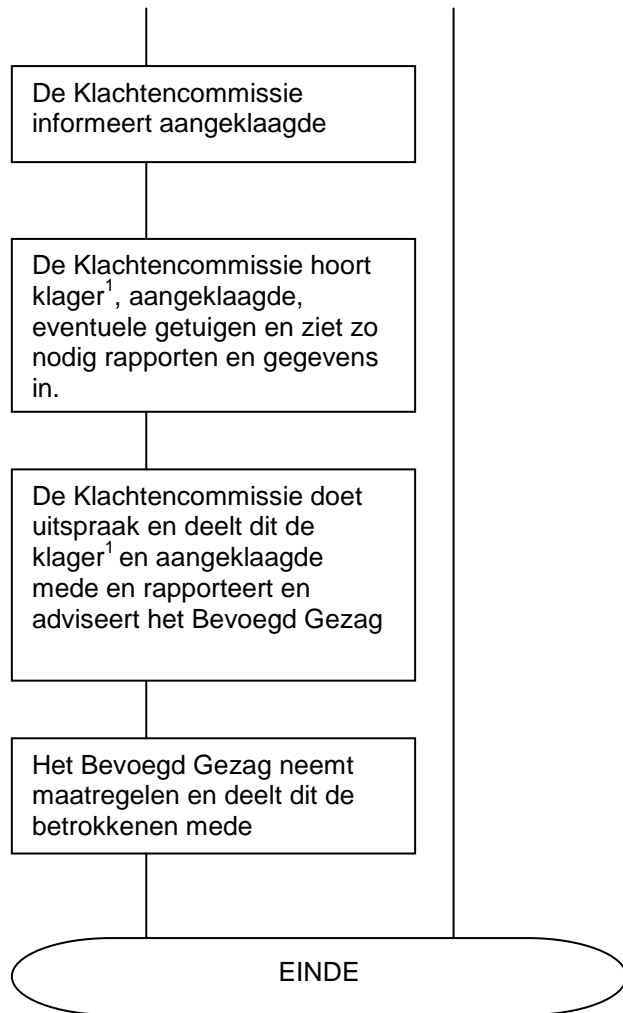 De Klachtencommissie
informeert aangeklaagde
De Klachtencommissie hoort
klager¹, aangeklaagde,
eventuele getuigen en ziet zo
nodig rapporten en gegevens
in.
De Klachtencommissie doet
uitspraak en deelt dit de
klager¹ en aangeklaagde
mede en rapporteert en
adviseert het Bevoegd Gezag
Het Bevoegd Gezag neemt
maatregelen en deelt dit de
betrokkenen mede
EINDE